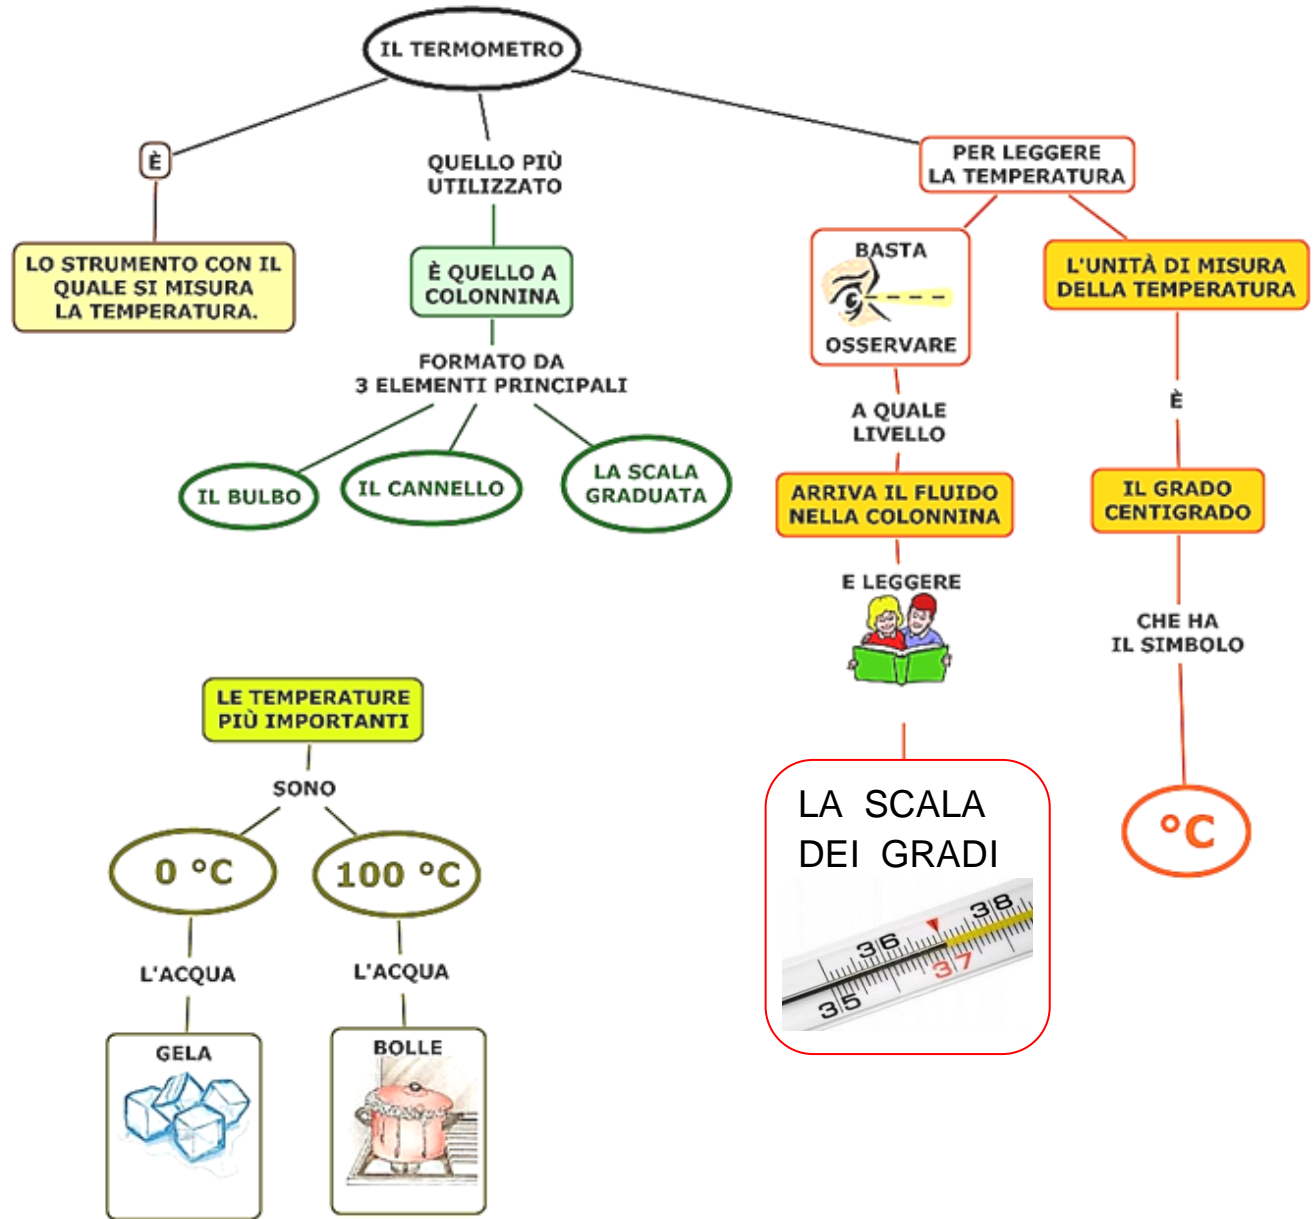 IL TERMOMETRO
È
LO STRUMENTO CON IL
QUALE SI MISURA
LA TEMPERATURA.
QUELLO PIÙ
UTILIZZATO
È QUELLO A
COLONNINA
FORMATO DA
3 ELEMENTI PRINCIPALI
IL BULBO
IL CANNELLO
LA SCALA
GRADUATA
PER LEGGERE
LA TEMPERATURA
BASTA
OSSERVARE
A QUALE
LIVELLO
ARRIVA IL FLUIDO
NELLA COLONNINA
E LEGGERE
LA SCALA
DEI GRADI
35
36
37
38
L'UNITÀ DI MISURA
DELLA TEMPERATURA
È
IL GRADO
CENTIGRADO
CHE HA
IL SIMBOLO
°C
LE TEMPERATURE
PIÙ IMPORTANTI
SONO
0 °C
L'ACQUA
GELA
100 °C
L'ACQUA
BOLLE